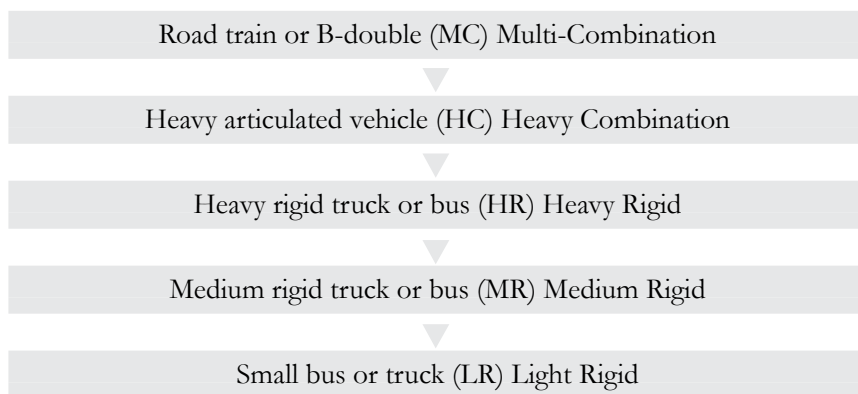 Road train or B-double (MC) Multi-Combination
Heavy articulated vehicle (HC) Heavy Combination
Heavy rigid truck or bus (HR) Heavy Rigid
Medium rigid truck or bus (MR) Medium Rigid
Small bus or truck (LR) Light Rigid